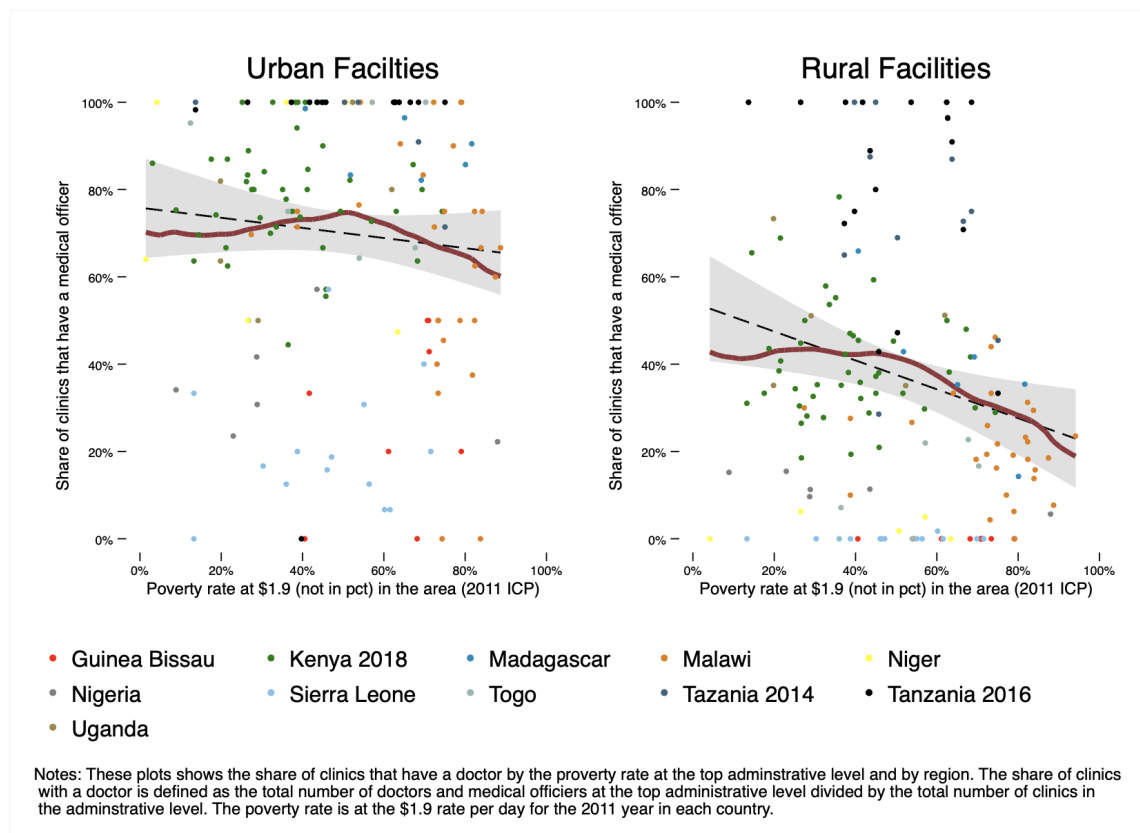 Urban Facilties
Rural Facilities
Share of clinics that have a medical officer
100%
80%
60%
40%
20%
0%
0%
20%
40%
60%
80%
100%
Poverty rate at $1.9 (not in pct) in the area (2011 ICP)
Share of clinics that have a medical officer
100%
80%
60%
40%
20%
0%
0%
20%
40%
60%
80%
100%
Poverty rate at $1.9 (not in pct) in the area (2011 ICP)
Guinea Bissau
Kenya 2018
Madagascar
Malawi
Niger
Nigeria
Sierra Leone
Togo
Tazania 2014
Tanzania 2016
Uganda
Notes: These plots shows the share of clinics that have a doctor by the proverty rate at the top adminstrative level and by region. The share of clinics
with a doctor is defined as the total number of doctors and medical officiers at the top administrative level divided by the total number of clinics in
the adminstrative level. The poverty rate is at the $1.9 rate per day for the 2011 year in each country.